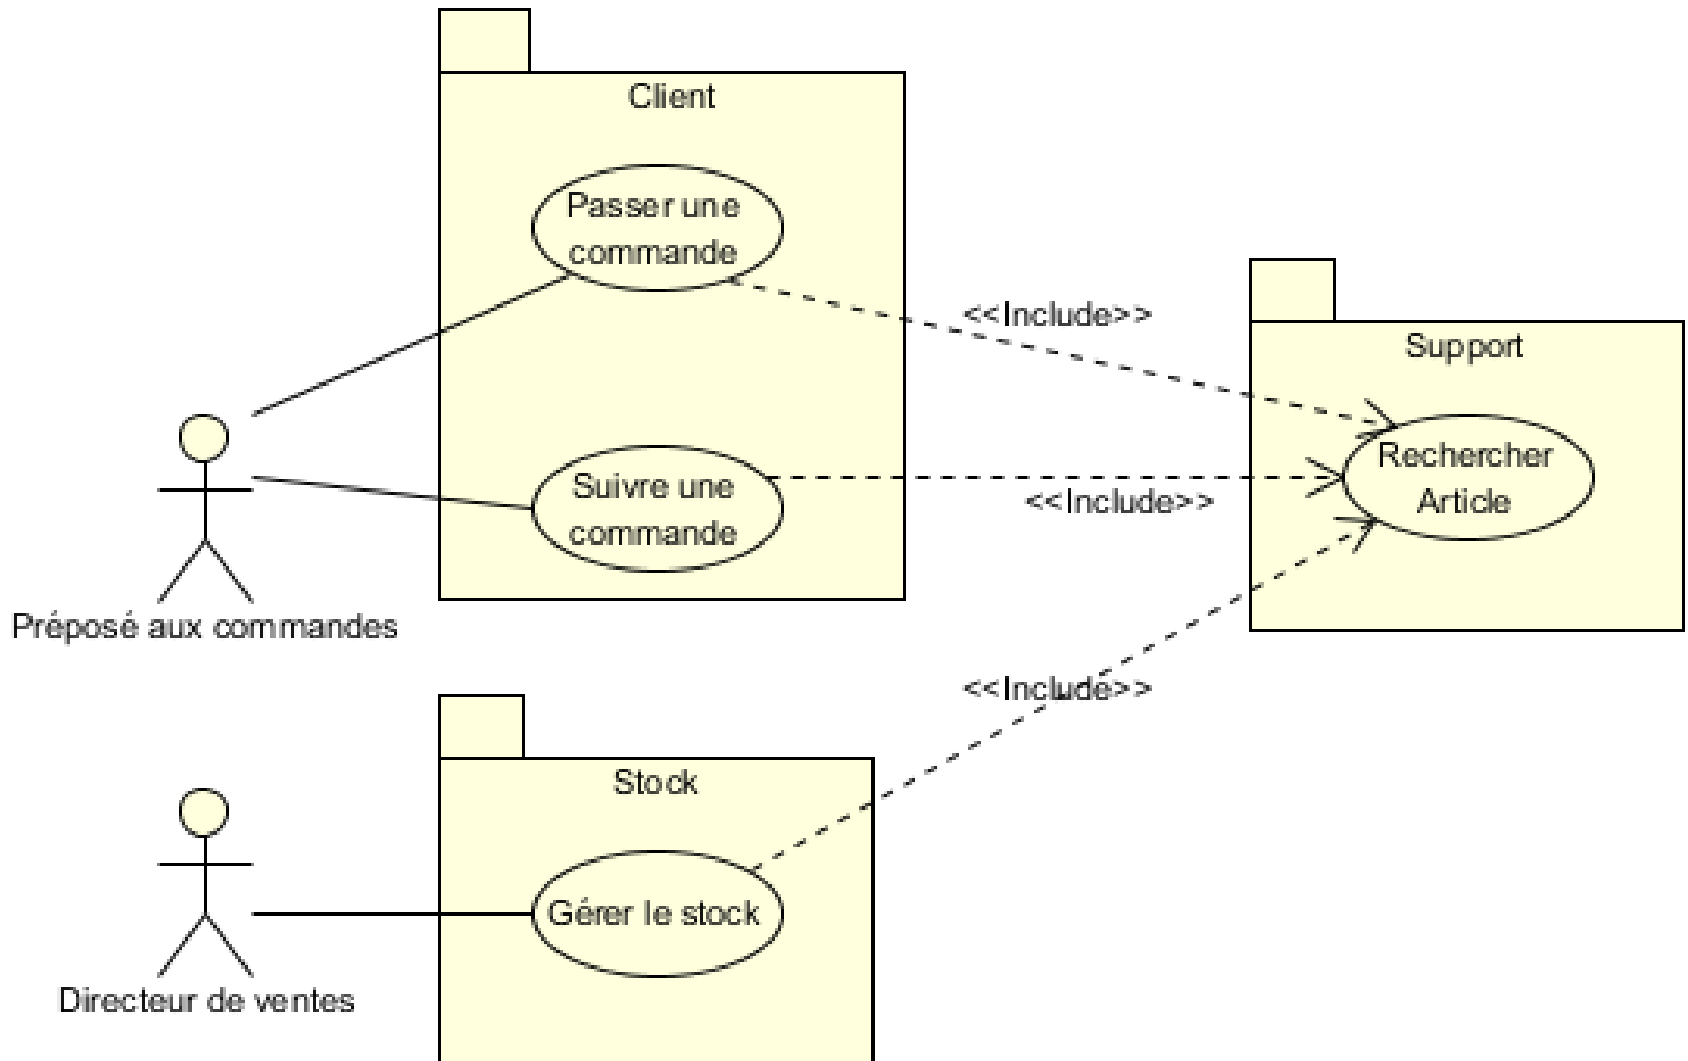 Client
Passer une
commande
<<Include>>
Support
Rechercher
Article
Suivre une
commande
<<Include>>
Préposé aux commandes
<<Include>>
Stock
Gérer le stock
Directeur de ventes